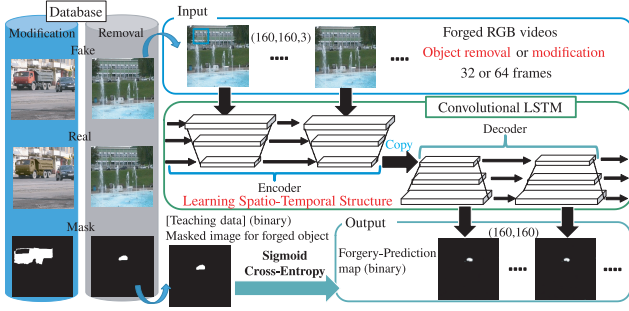 Database
Modification
Removal
Fake
Real
Mask
Input
(160,160,3)
Forged RGB videos
Object removal or modification
32 or 64 frames
Convolutional LSTM
Copy
Decoder
Encoder
Learning Spatio-Temporal Structure
[Teaching data] (binary)
Masked image for forged object
Sigmoid
Cross-Entropy
Output
(160,160)
Forgery-Prediction
map (binary)